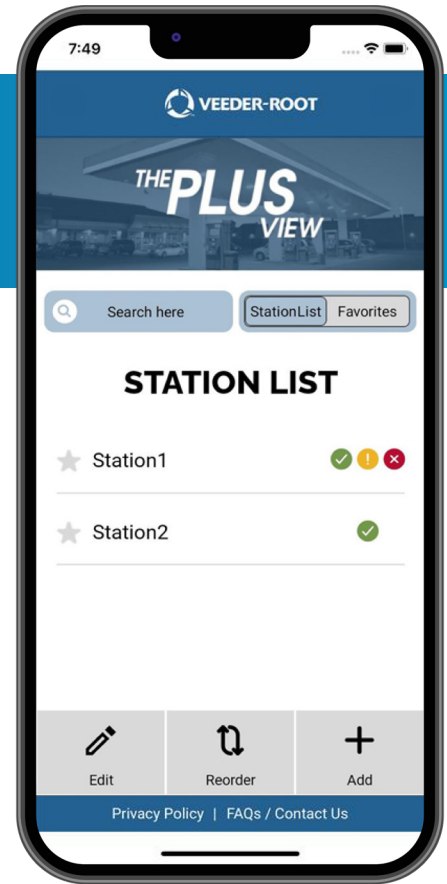 7:49
VEEDER-ROOT
THE PLUS VIEW
Search here
StationList Favorites
STATION LIST
Station1
Station2
Edit Reorder Add
Privacy Policy | FAQs / Contact Us